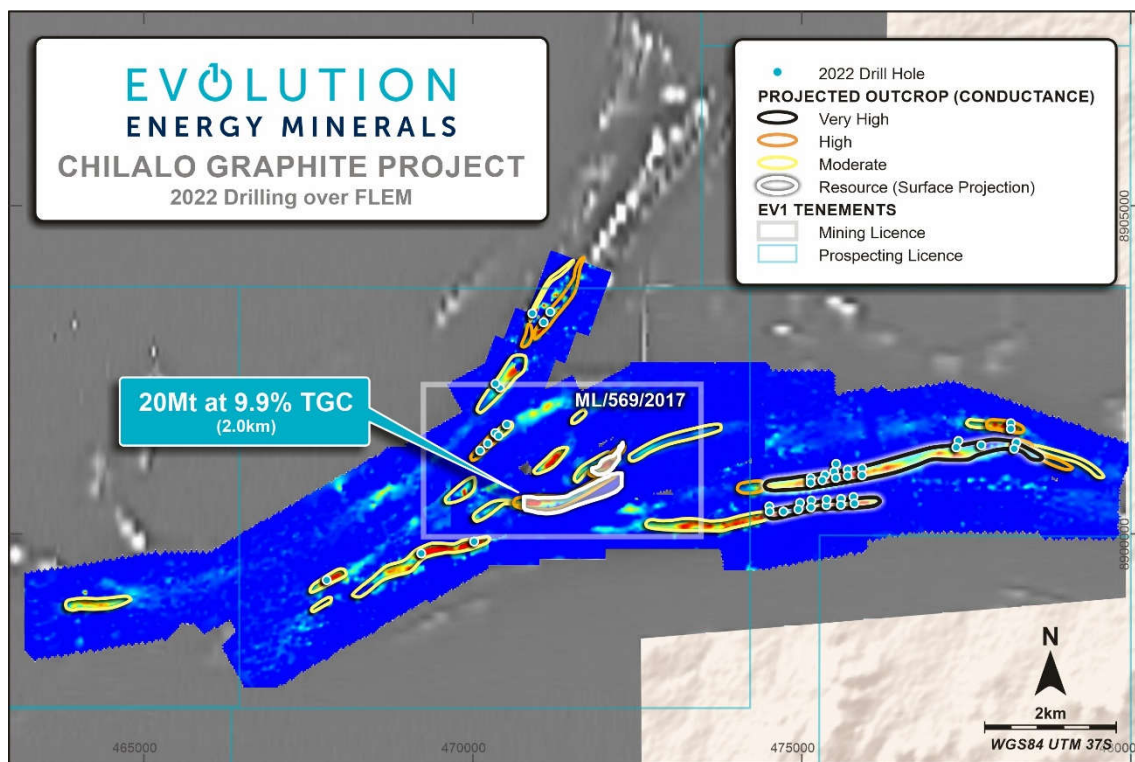 EVOLUTION
ENERGY MINERALS
CHILALO GRAPHITE PROJECT
2022 Drilling over FLEM
2022 Drill Hole
PROJECTED OUTCROP (CONDUCTANCE)
Very High
High
Moderate
Resource (Surface Projection)
EV1 TENEMENTS
Mining Licence
Prospecting Licence
8905000
20Mt at 9.9% TGC
(2.0km)
ML/569/2017
8900000
N
2km
WGS84 UTM 37S
465000
470000
475000